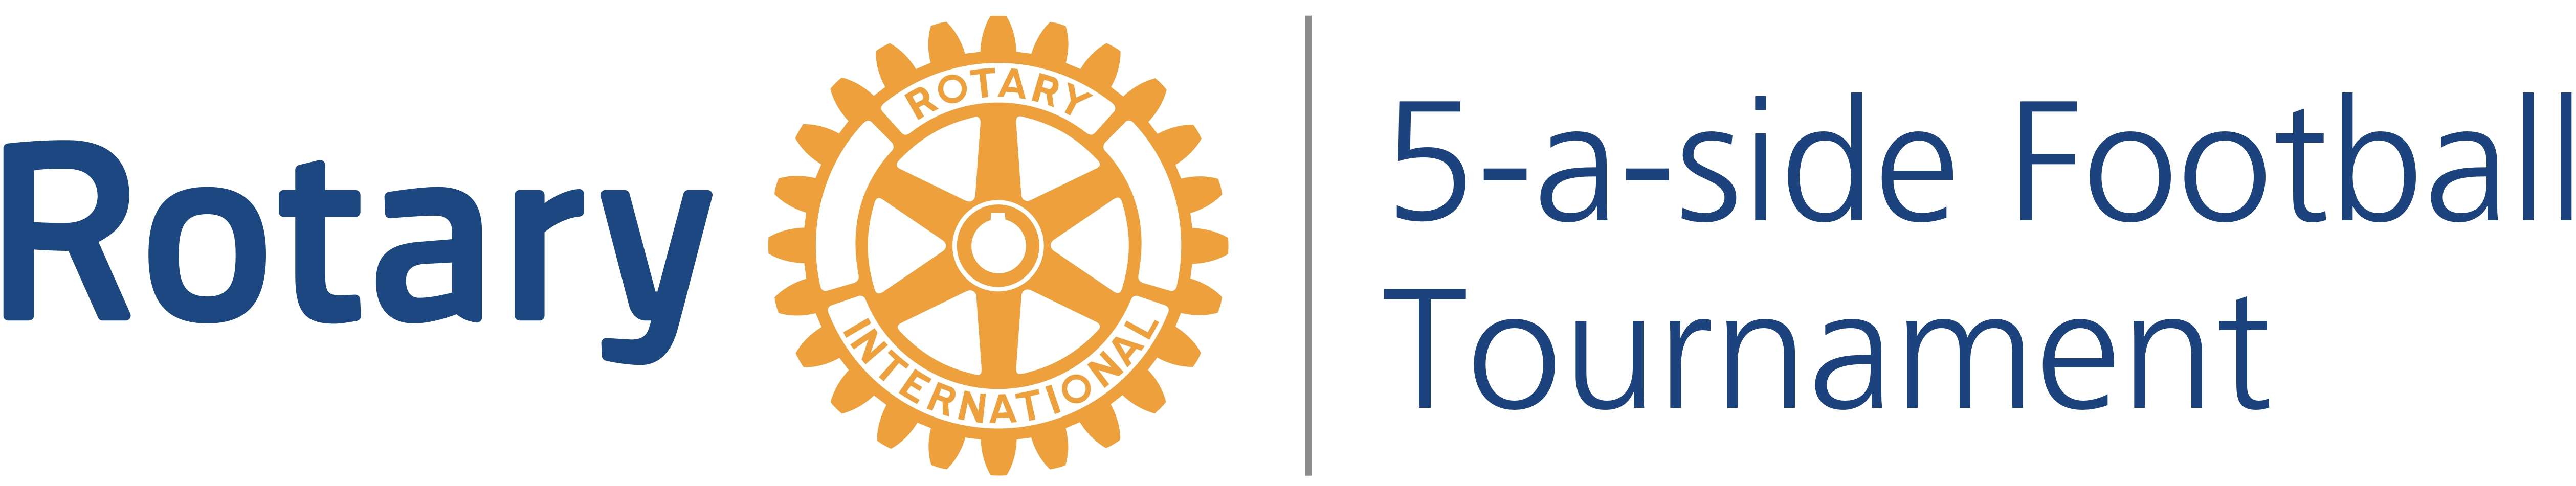 Rotary
ROTARY
INTERNATIONAL
5-a-side Football
Tournament